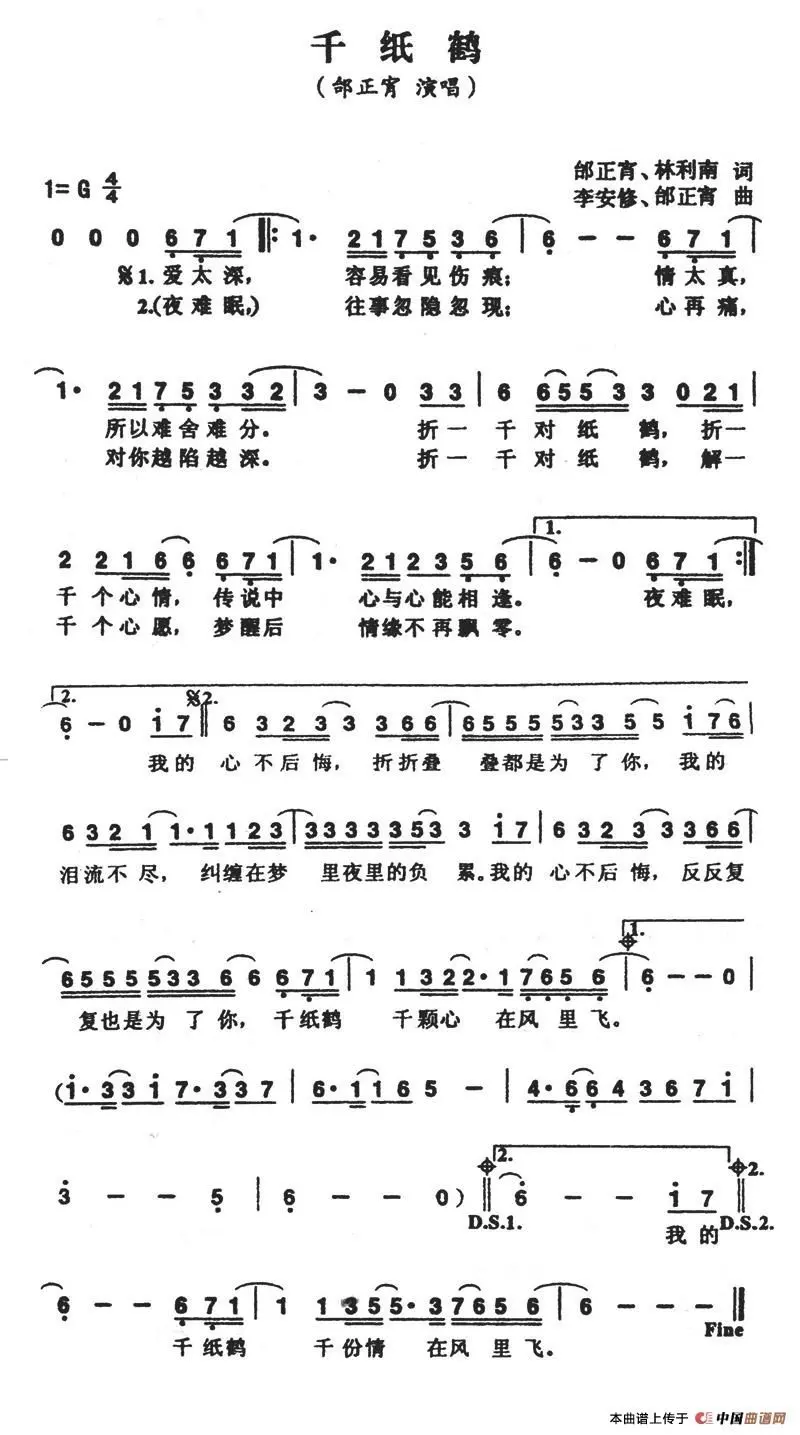 千纸鹤
(邰正宵 演唱)
1=G 4/4
邰正宵、林利南 词
李安修、邰正宵 曲
0 0 0 6 7 1 1· 2 1 7 5 3 6 6 - - 6 7 1
𝄋1. 爱太深, 容易看见伤痕; 情太真,
2.(夜难眠,) 往事忽隐忽现; 心再痛,
1· 2 1 7 5 3 3 3 2 3 - 0 3 3 6 6 5 5 3 3 0 2 1
所以难舍难分。 折一千对纸鹤, 折一
对你越陷越深。 折一千对纸鹤, 解一
1.
2 2 1 6 6 6 7 1 1· 2 1 2 3 5 6 6 - 0 6 7 1
千个心情, 传说中 心与心能相逢。 夜难眠,
千个心愿, 梦醒后 情缘不再飘零。
2. 𝄋2.
6 - 0 1 7 6 3 2 3 3 3 6 6 6 5 5 5 5 3 3 5 5 1 7 6
我的 心不后悔, 折折叠 叠都是为了你, 我的
6 3 2 1 1· 1 1 1 2 3 3 3 3 3 3 5 3 3 1 7 6 3 2 3 3 3 6 6
泪流不尽, 纠缠在梦 里夜里的负累。我的 心不后悔, 反反复
1.
6 5 5 5 5 3 3 6 6 6 7 1 1 1 3 2 2· 1 7 6 5 6 6 - - 0
复也是为了你, 千纸鹤 千颗心 在风里飞。
(1· 3 3 1 7· 3 3 7 6· 1 1 6 5 - 4· 6 6 4 3 6 7 1
2. 2.
3 - - 5 6 - - 0) 6 - - 1 7
D.S.1. 我的 D.S.2.
6 - - 6 7 1 1 1 3 5 5· 3 7 6 5 6 6 - - -
Fine
千纸鹤 千份情 在风里飞。
本曲谱上传于 中国曲谱网